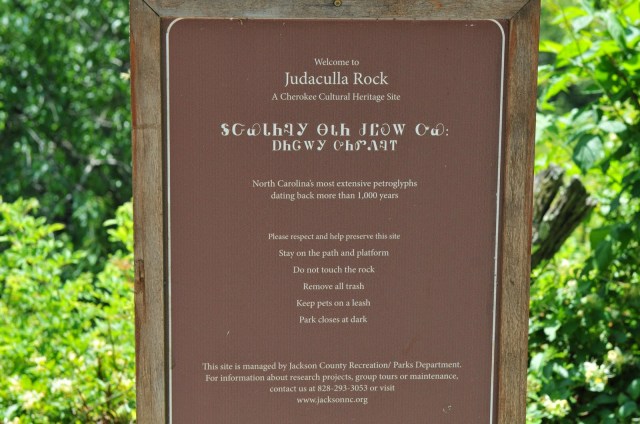 Welcome to
Judaculla Rock
A Cherokee Cultural Heritage Site
ᎦᏟᏍᏓᏂᎸᎩ ᎾᏓᏂ ᏧᏝᎧᎳ ᏅᏯ:
ᎠᏂᏣᎳᎩ
North Carolina's most extensive petroglyphs
dating back more than 1,000 years
Please respect and help preserve this site
Stay on the path and platform
Do not touch the rock
Remove all trash
Keep pets on a leash
Park closes at dark
This site is managed by Jackson County Recreation/ Parks Department.
For information about research projects, group tours or maintenance,
contact us at 828-293-3053 or visit
www.jacksonnc.org